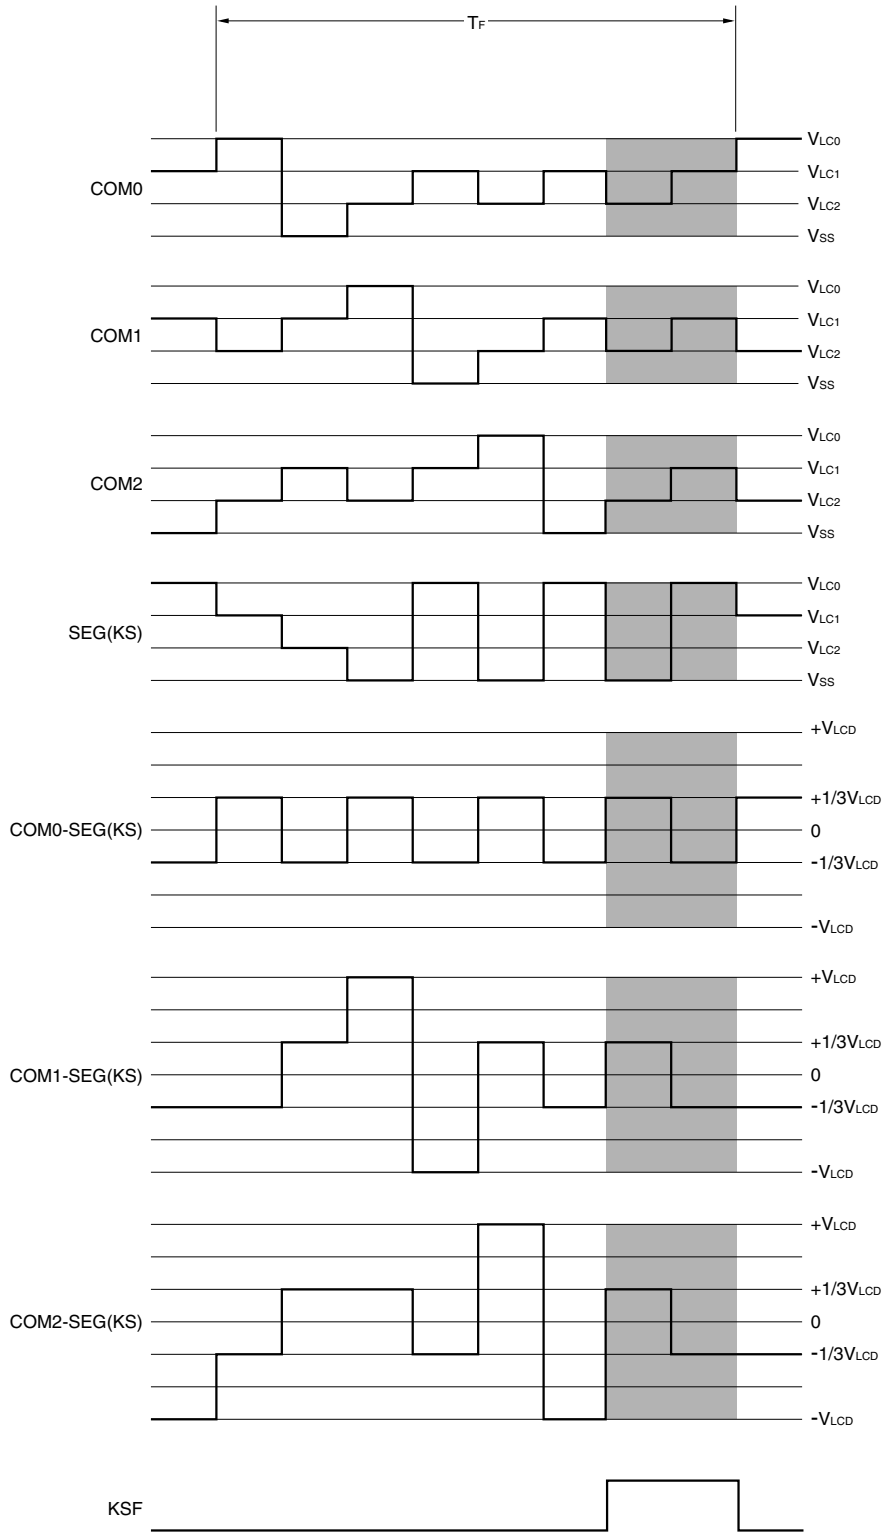 TF
VLC0
VLC1
COM0
VLC2
VSS
VLC0
VLC1
COM1
VLC2
VSS
VLC0
VLC1
COM2
VLC2
VSS
VLC0
VLC1
SEG(KS)
VLC2
VSS
+VLCD
+1/3VLCD
COM0-SEG(KS)
0
-1/3VLCD
-VLCD
+VLCD
+1/3VLCD
COM1-SEG(KS)
0
-1/3VLCD
-VLCD
+VLCD
+1/3VLCD
COM2-SEG(KS)
0
-1/3VLCD
-VLCD
KSF